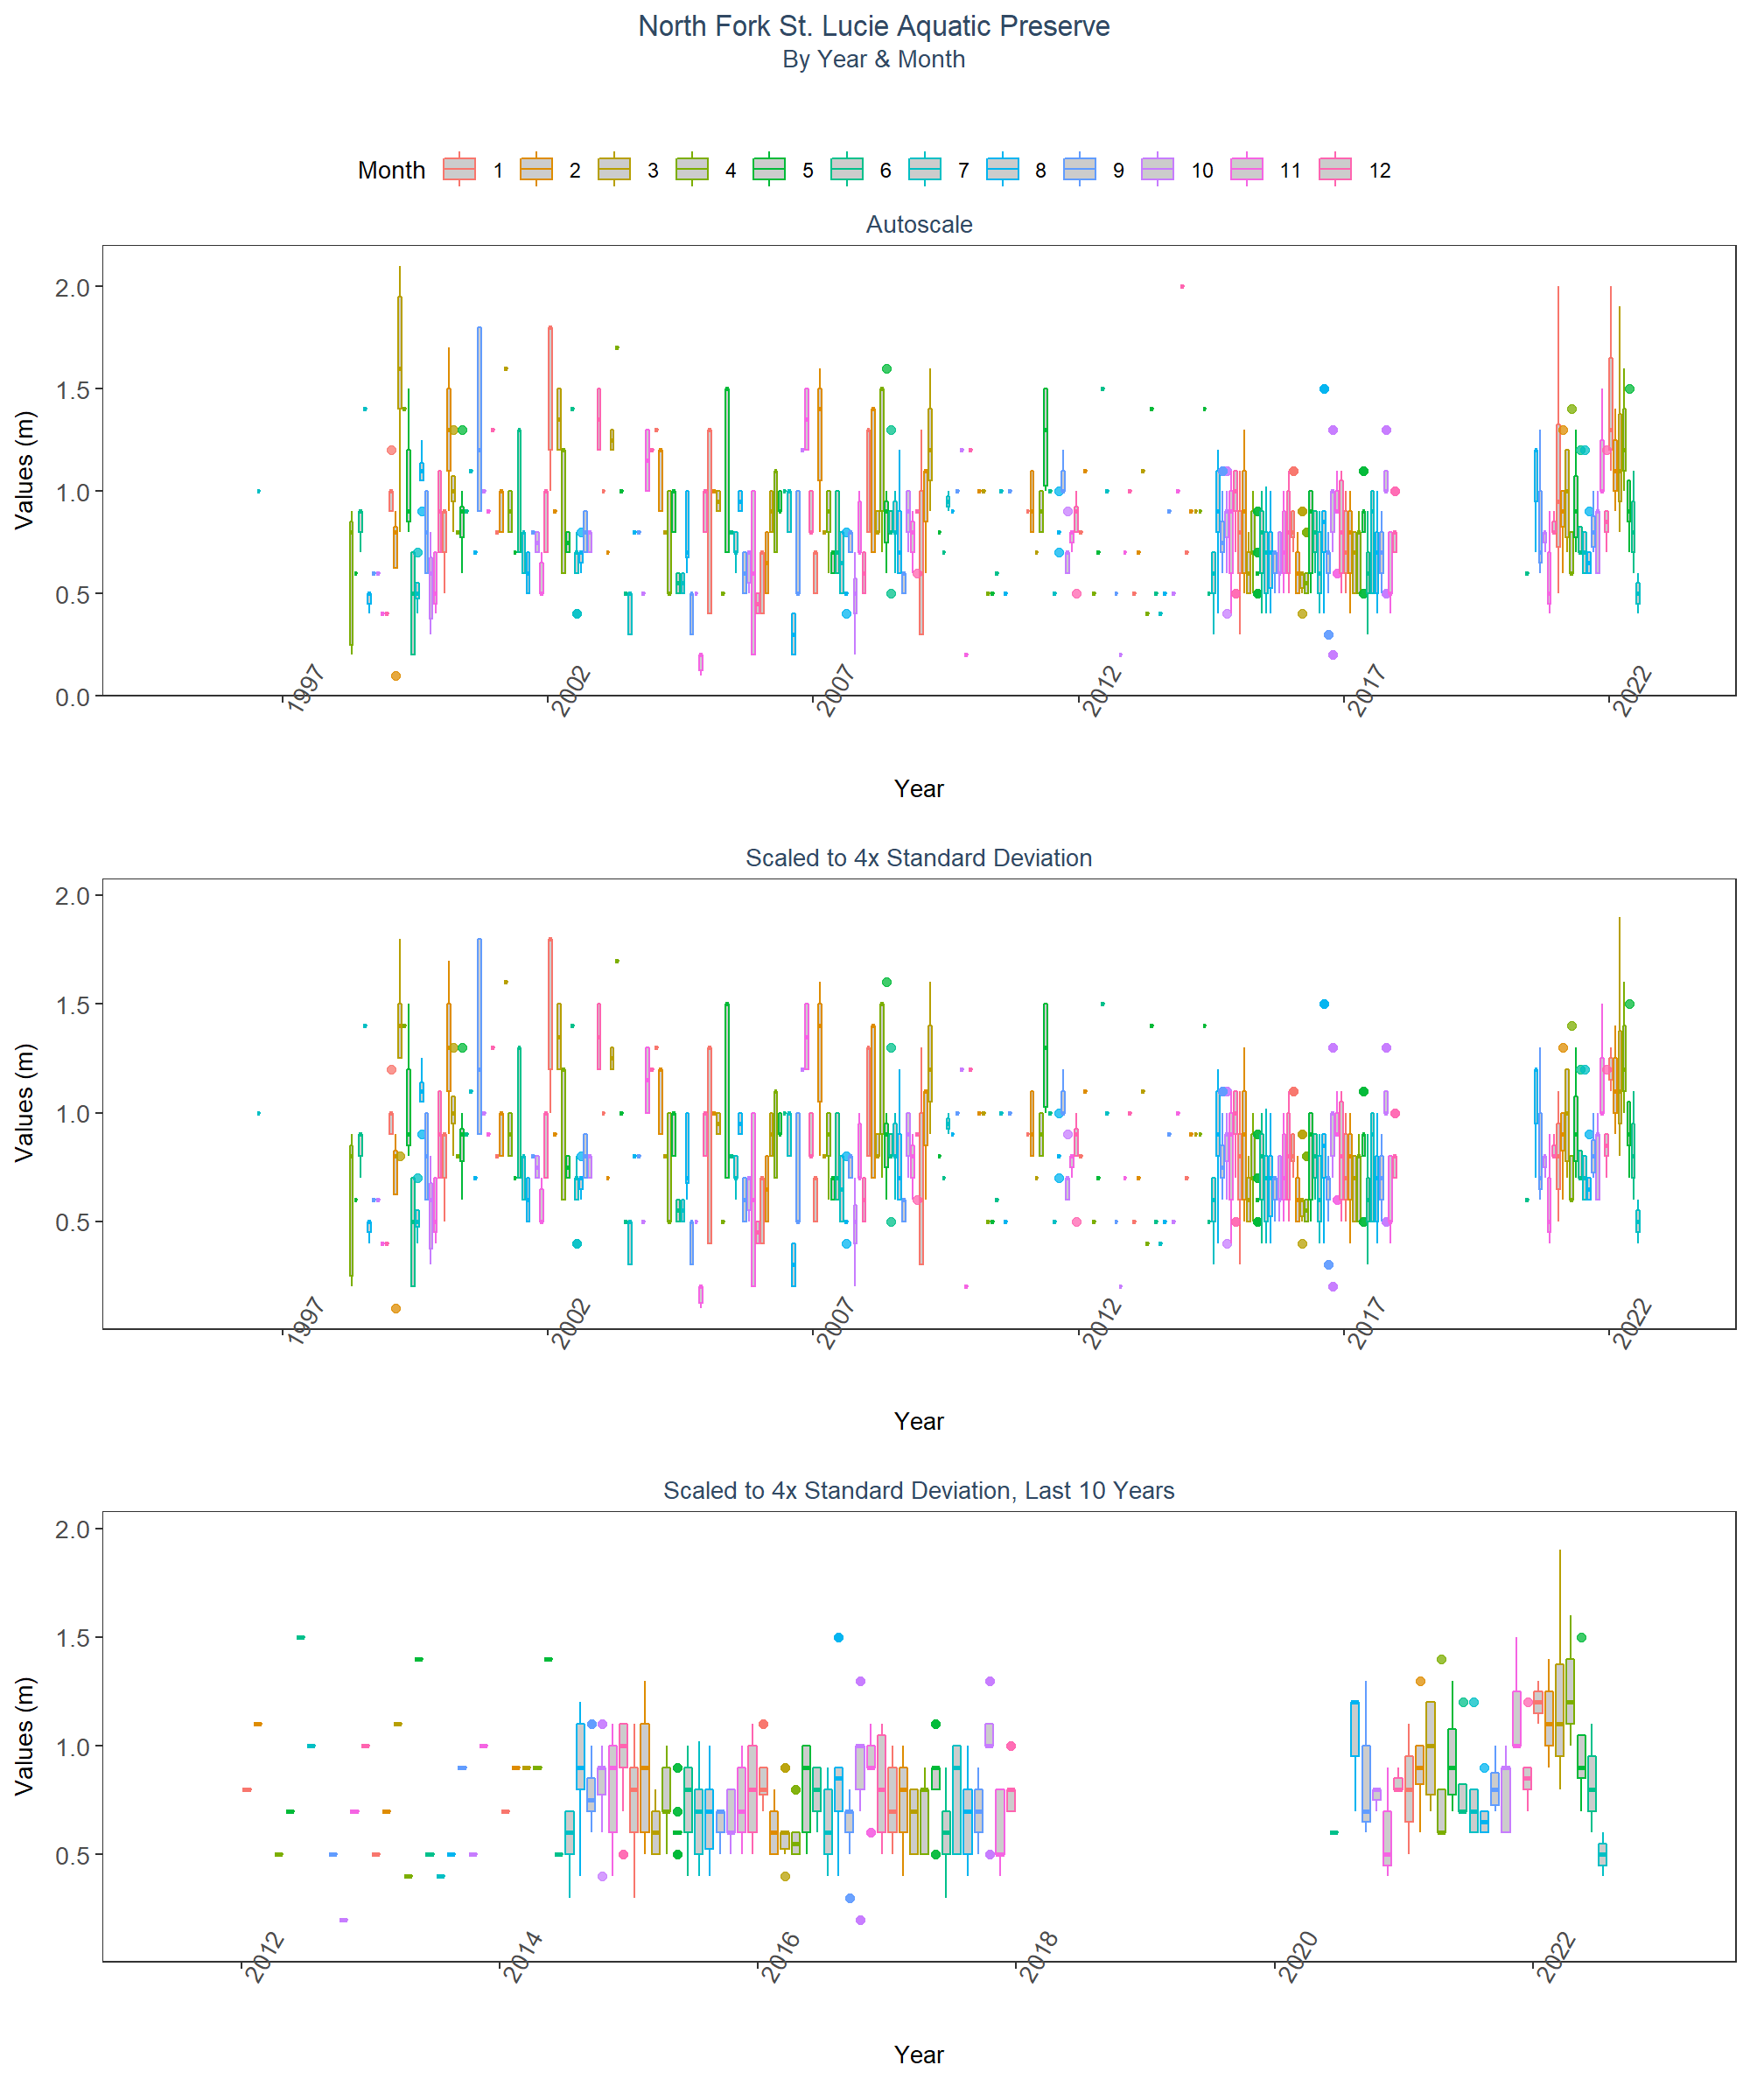 North Fork St. Lucie Aquatic Preserve
By Year & Month
Month 1 2 3 4 5 6 7 8 9 10 11 12
Autoscale
Values (m)
2.0
1.5
1.0
0.5
0.0
1997 2002 2007 2012 2017 2022
Year
Scaled to 4x Standard Deviation
Values (m)
2.0
1.5
1.0
0.5
1997 2002 2007 2012 2017 2022
Year
Scaled to 4x Standard Deviation, Last 10 Years
Values (m)
2.0
1.5
1.0
0.5
2012 2014 2016 2018 2020 2022
Year